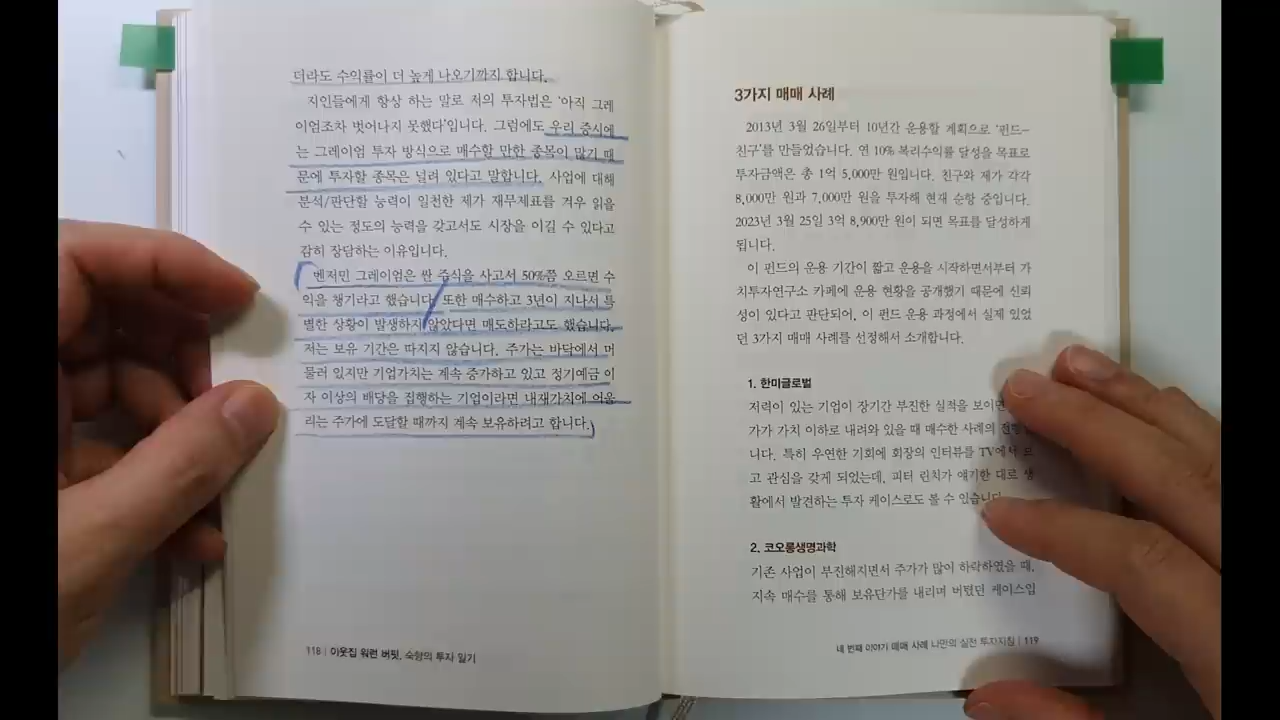 더라도 수익률이 더 높게 나오기까지 합니다.
지인들에게 항상 하는 말로 저의 투자법은 '아직 그레
이엄조차 벗어나지 못했다'입니다. 그럼에도 우리 증시에
는 그레이엄 투자 방식으로 매수할 만한 종목이 많기 때
문에 투자할 종목은 널려 있다고 말합니다. 사업에 대해
분석/판단할 능력이 일천한 제가 재무제표를 겨우 읽을
수 있는 정도의 능력을 갖고서도 시장을 이길 수 있다고
감히 장담하는 이유입니다.
벤저민 그레이엄은 싼 주식을 사고서 50%쯤 오르면 수
익을 챙기라고 했습니다. 또한 매수하고 3년이 지나서 특
별한 상황이 발생하지 않았다면 매도하라고도 했습니다.
저는 보유 기간은 따지지 않습니다. 주가는 바닥에서 머
물러 있지만 기업가치는 계속 증가하고 있고 정기예금 이
자 이상의 배당을 집행하는 기업이라면 내재가치에 어울
리는 주가에 도달할 때까지 계속 보유하려고 합니다.
118 | 이웃집 워런 버핏, 숙향의 투자 일기
3가지 매매 사례
2013년 3월 26일부터 10년간 운용할 계획으로 '펀드-
친구'를 만들었습니다. 연 10% 복리수익률 달성을 목표로
투자금액은 총 1억 5,000만 원입니다. 친구와 제가 각각
8,000만 원과 7,000만 원을 투자해 현재 순항 중입니다.
2023년 3월 25일 3억 8,900만 원이 되면 목표를 달성하게
됩니다.
이 펀드의 운용 기간이 짧고 운용을 시작하면서부터 가
치투자연구소 카페에 운용 현황을 공개했기 때문에 신뢰
성이 있다고 판단되어, 이 펀드 운용 과정에서 실제 있었
던 3가지 매매 사례를 선정해서 소개합니다.
1. 한미글로벌
저력이 있는 기업이 장기간 부진한 실적을 보이면
가가 가치 이하로 내려와 있을 때 매수한 사례의
니다. 특히 우연한 기회에 회장의 인터뷰를 TV에서 보
고 관심을 갖게 되었는데, 피터 린치가 얘기한 대로 생
활에서 발견하는 투자 케이스로도 볼 수 있습니다.
2. 코오롱생명과학
기존 사업이 부진해지면서 주가가 많이 하락하였을 때,
지속 매수를 통해 보유단가를 내리며 버텼던 케이스입
네 번째 이야기 매매 사례 나만의 실전 투자지침 | 119